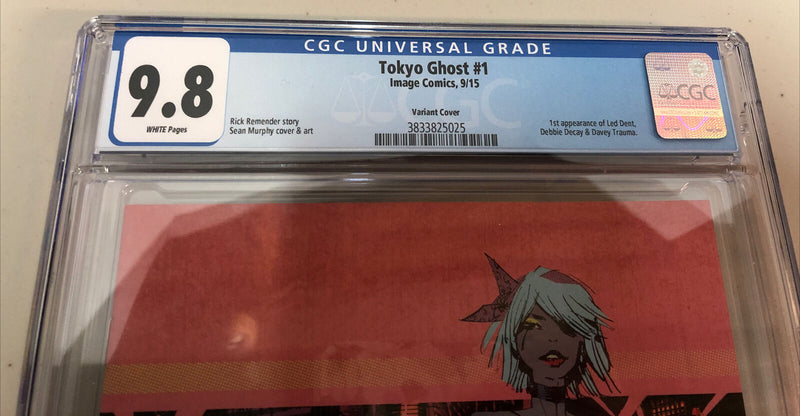 CGC UNIVERSAL GRADE
9.8
WHITE Pages
Tokyo Ghost #1
Image Comics, 9/15
Variant Cover
3833825025
Rick Remender story
Sean Murphy cover & art
1st appearance of Led Dent,
Debbie Decay & Davey Trauma.
CGC
CGC